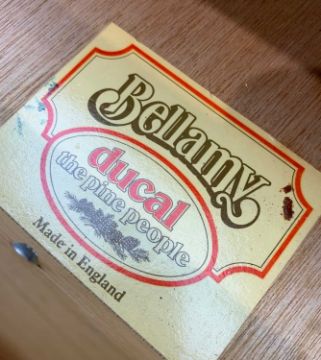 Bellamy
ducal
the pine people
Made in England